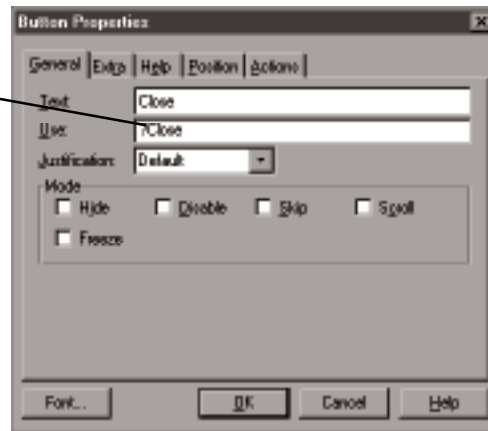 Button Properties
General Extra Help Position Actions
Text: Close
Use: ?Close
Justification: Default
Mode
Hide Disable Skip Scroll
Freeze
Font... OK Cancel Help